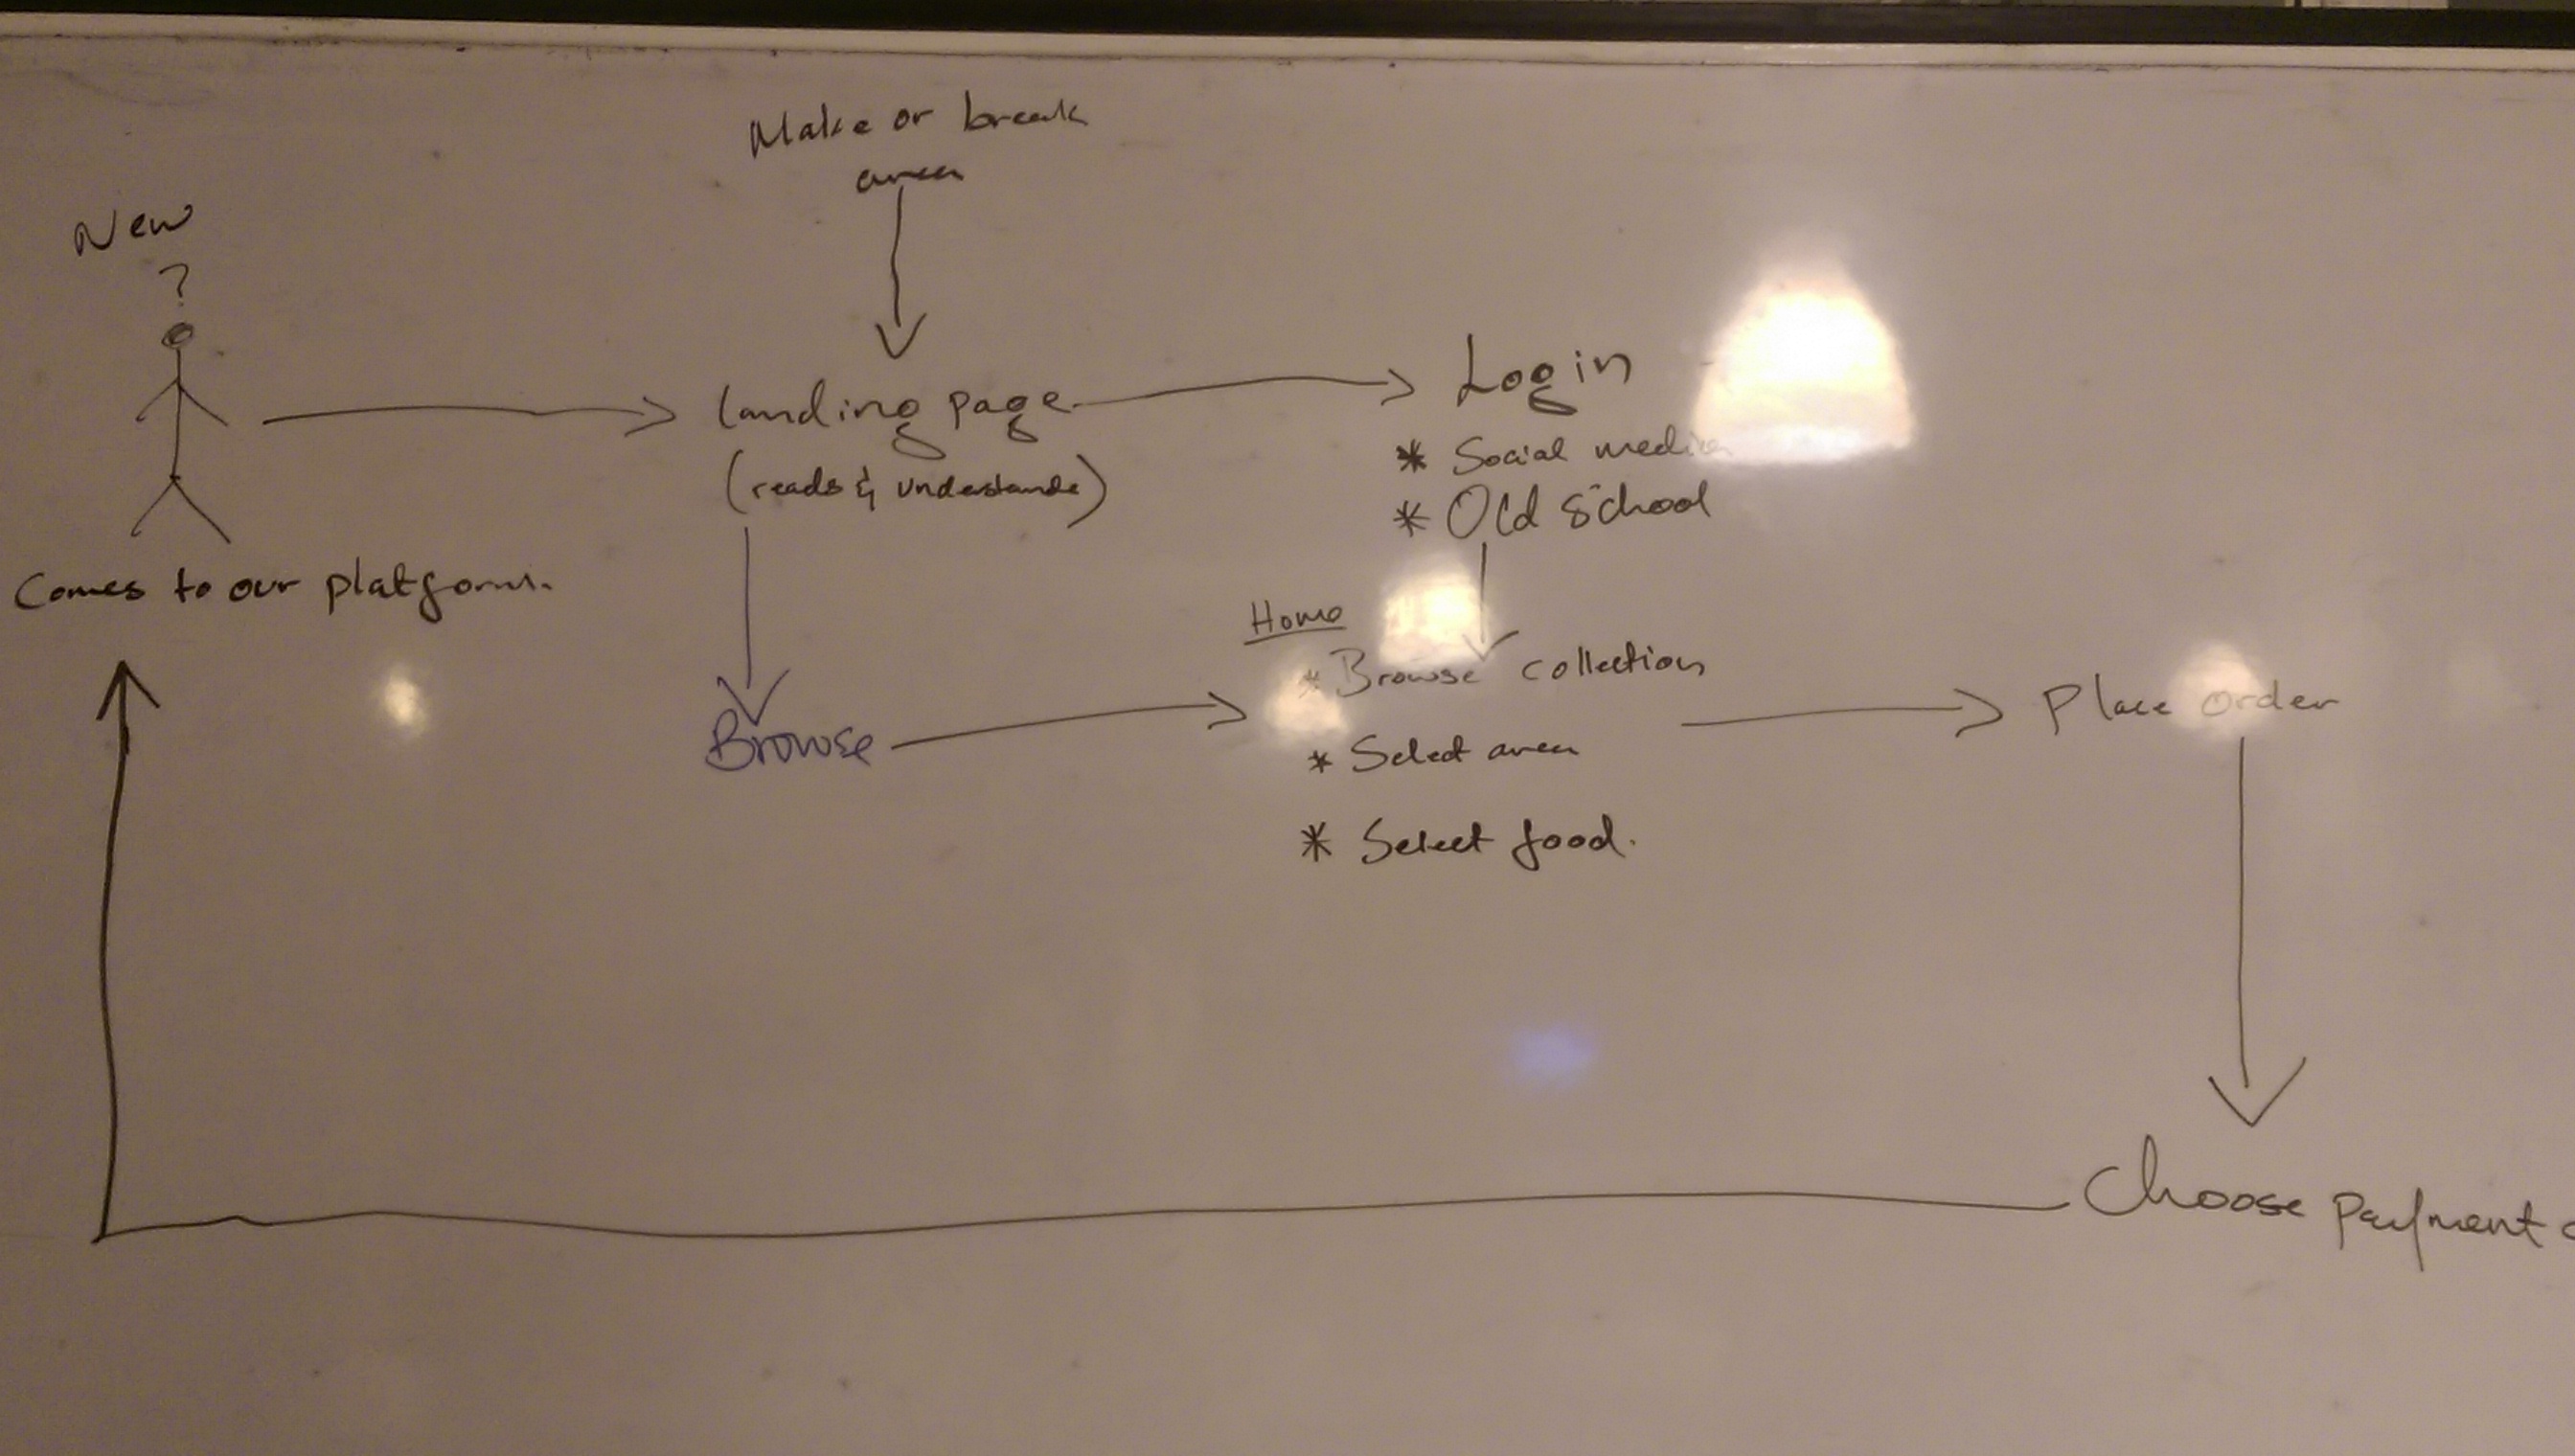 Make or break
area
New
?
landing page
Login
(reads & understands)
* Social media
* Old school
Comes to our platform.
Home
* Browse collection
Browse
* Select area
* Select food.
Place order
Choose payment